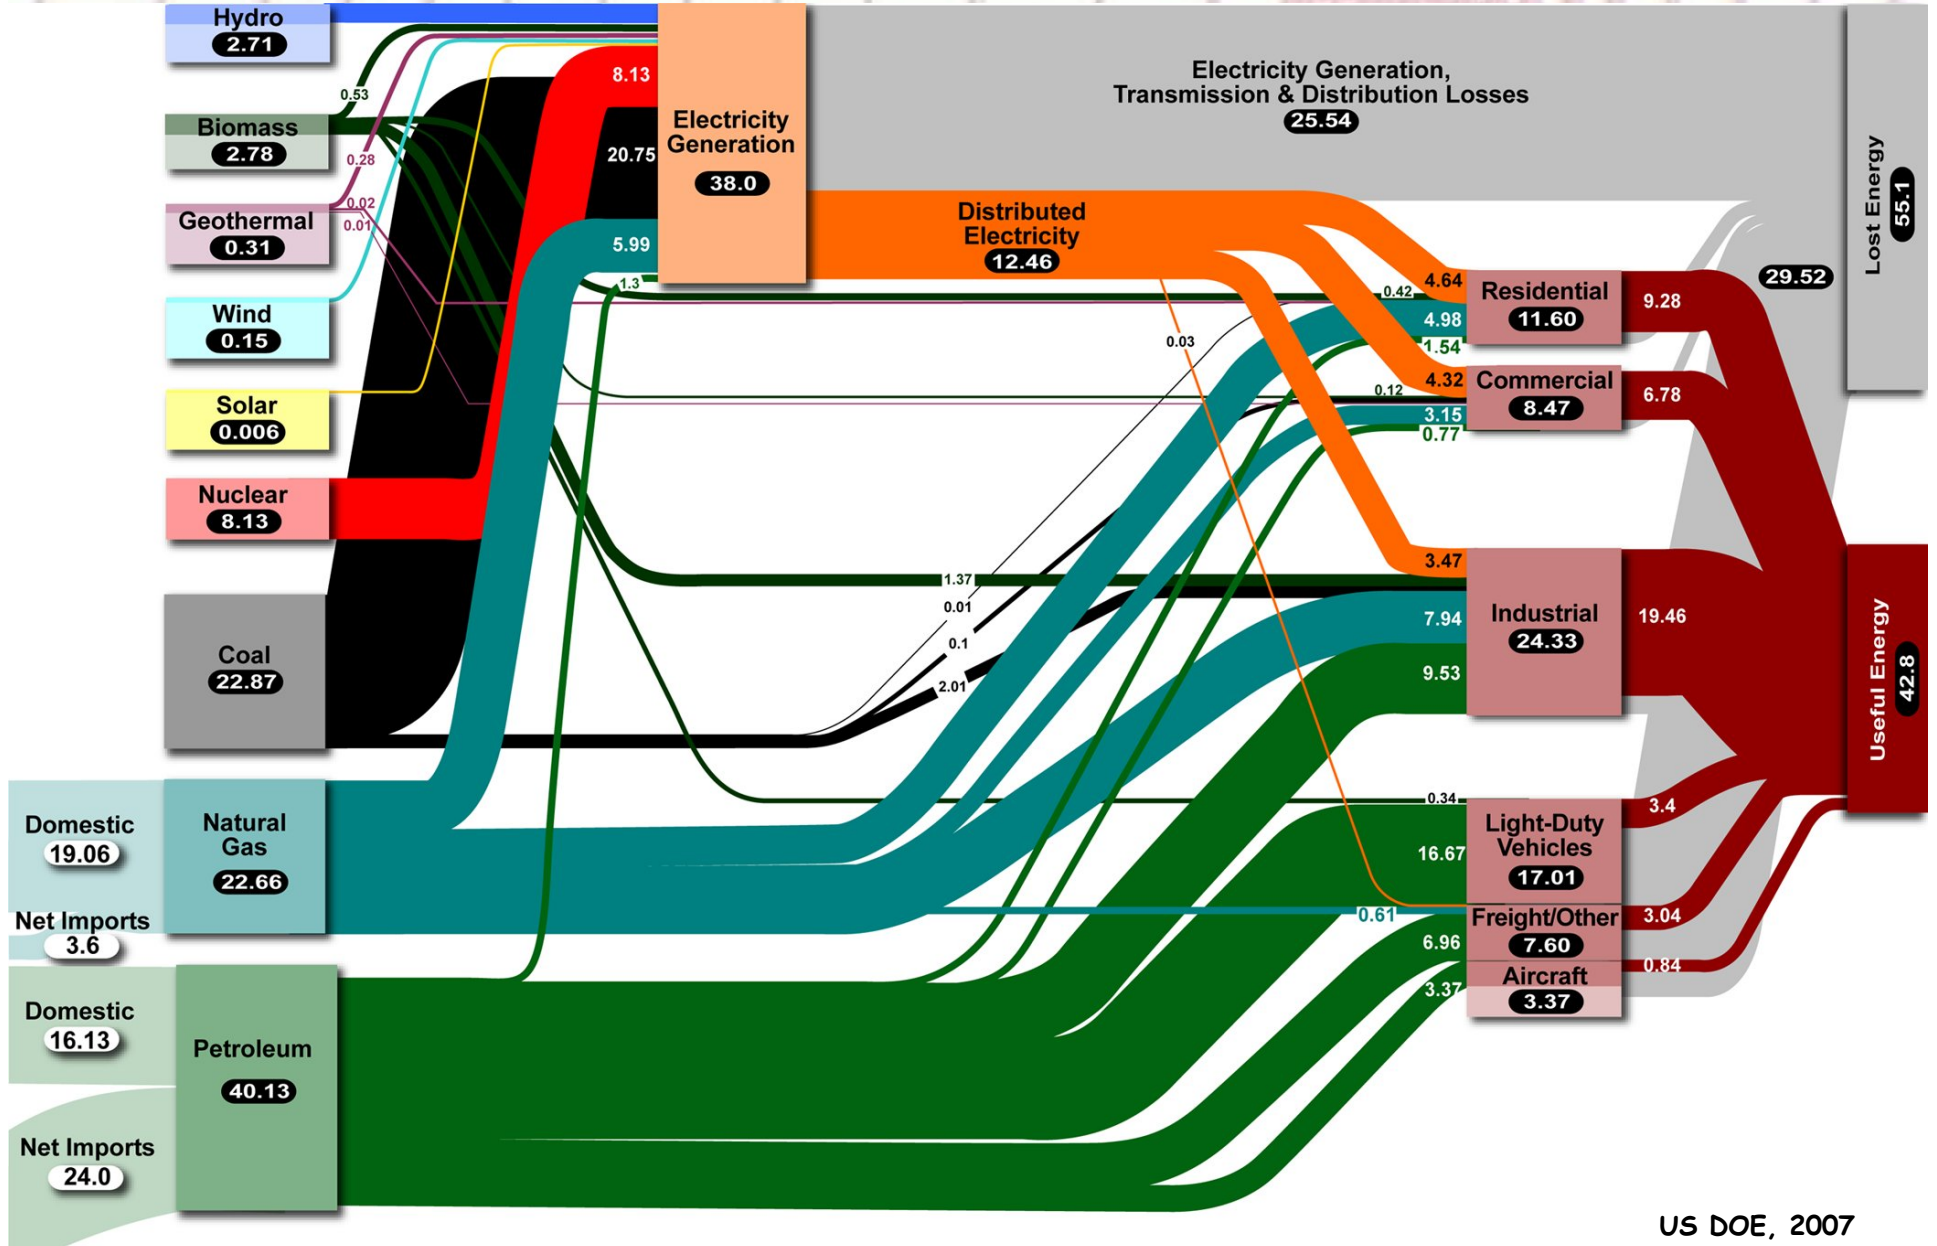 Hydro
2.71
Biomass
2.78
Geothermal
0.31
Wind
0.15
Solar
0.006
Nuclear
8.13
Coal
22.87
Domestic
19.06
Net Imports
3.6
Natural
Gas
22.66
Domestic
16.13
Net Imports
24.0
Petroleum
40.13
0.53
0.28
0.02
0.01
8.13
20.75
5.99
1.3
Electricity
Generation
38.0
Electricity Generation,
Transmission & Distribution Losses
25.54
Distributed
Electricity
12.46
0.03
1.37
0.01
0.1
2.01
4.64
0.42
4.98
1.54
4.32
0.12
3.15
0.77
3.47
7.94
9.53
0.34
16.67
0.61
6.96
3.37
Residential
11.60
Commercial
8.47
Industrial
24.33
Light-Duty
Vehicles
17.01
Freight/Other
7.60
Aircraft
3.37
9.28
6.78
19.46
3.4
3.04
0.84
29.52
Lost Energy
55.1
Useful Energy
42.8
US DOE, 2007